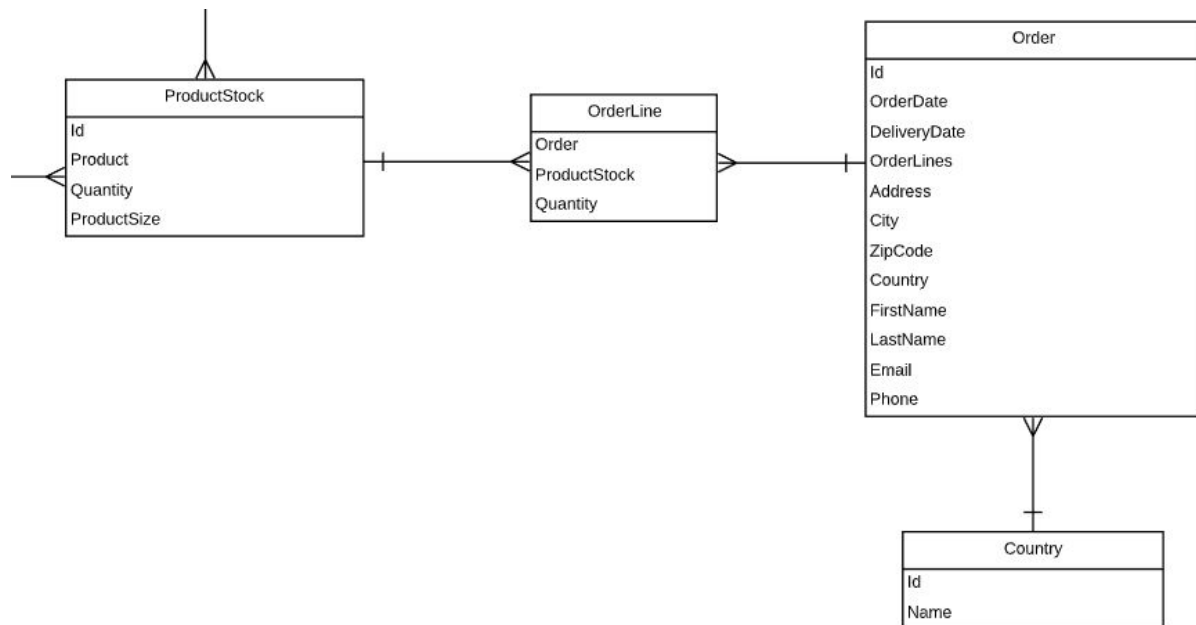 ProductStock
Id
Product
Quantity
ProductSize
OrderLine
Order
ProductStock
Quantity
Order
Id
OrderDate
DeliveryDate
OrderLines
Address
City
ZipCode
Country
FirstName
LastName
Email
Phone
Country
Id
Name